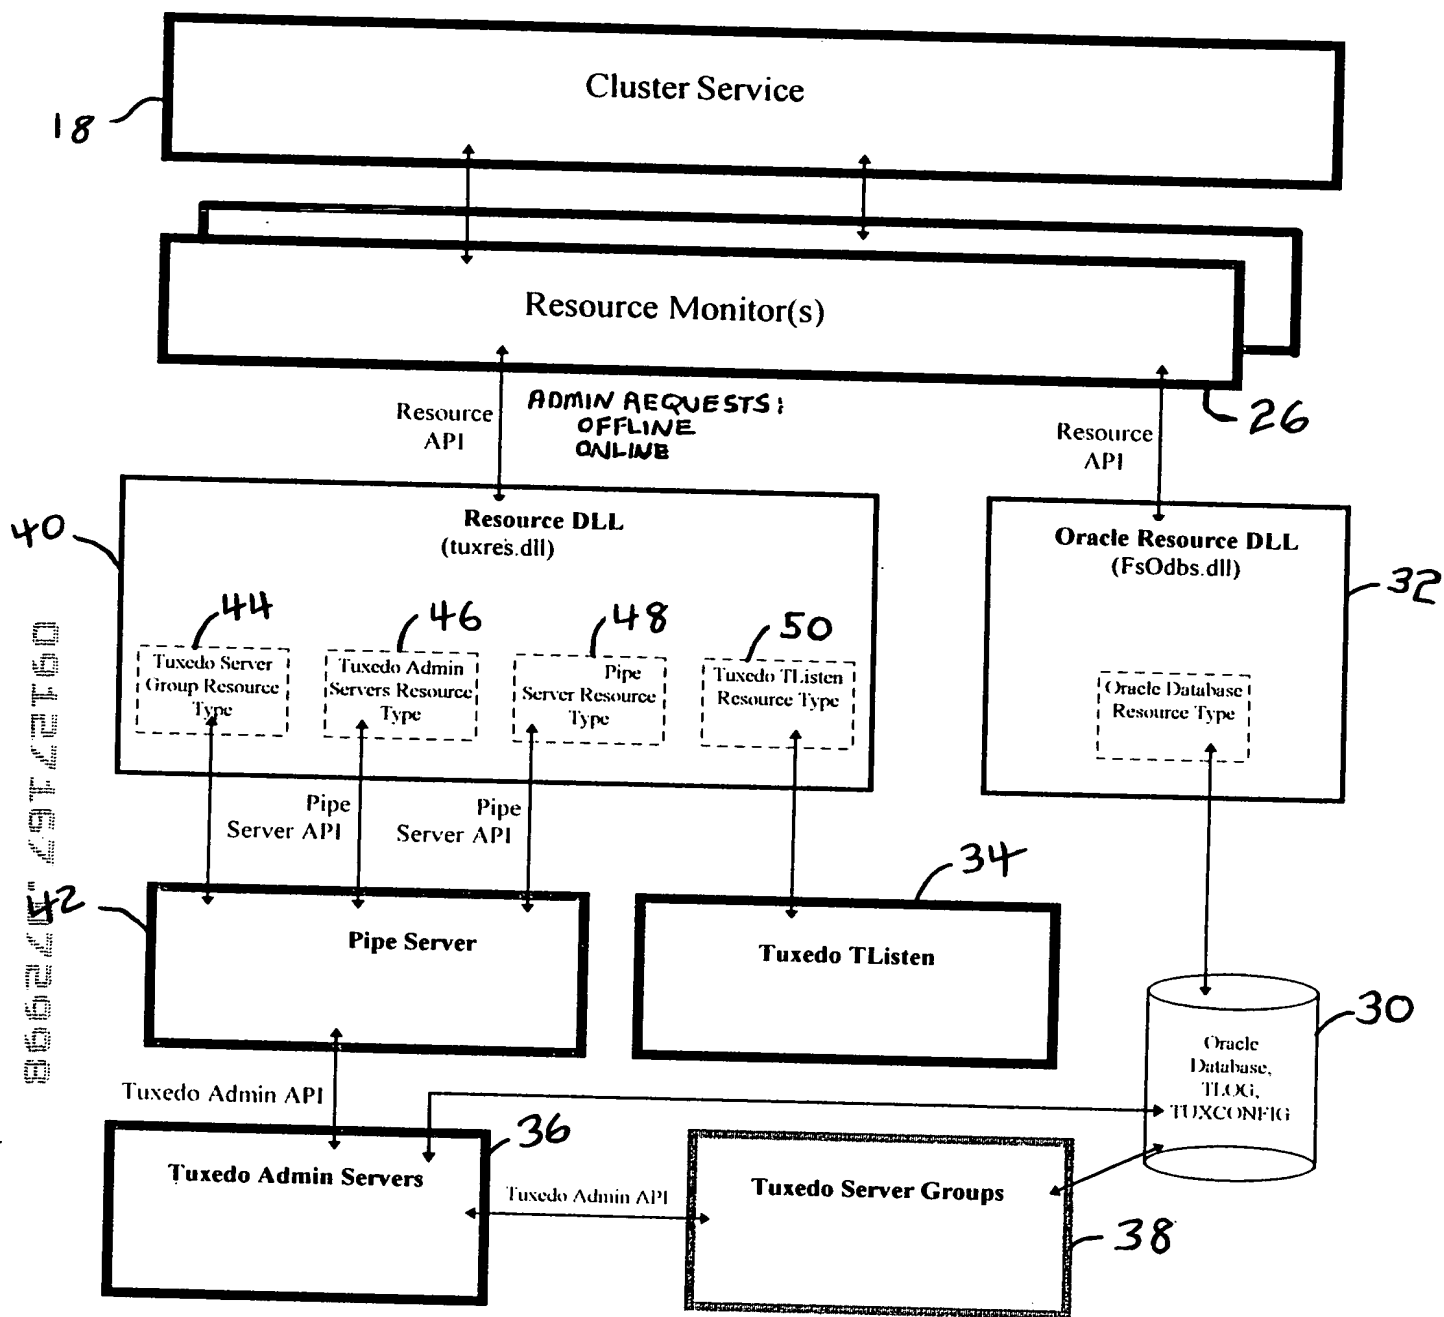 Cluster Service
18
Resource Monitor(s)
26
Resource
API
ADMIN REQUESTS:
OFFLINE
ONLINE
Resource
API
40
Resource DLL
(tuxres.dll)
Oracle Resource DLL
(FsOdbs.dll)
32
44
46
48
50
Tuxedo Server
Group Resource
Type
Tuxedo Admin
Servers Resource
Type
Pipe
Server Resource
Type
Tuxedo TListen
Resource Type
Oracle Database
Resource Type
Pipe
Server API
Pipe
Server API
42
Pipe Server
34
Tuxedo TListen
30
Oracle
Database,
TLOG,
TUXCONFIG
Tuxedo Admin API
36
Tuxedo Admin Servers
Tuxedo Admin API
Tuxedo Server Groups
38